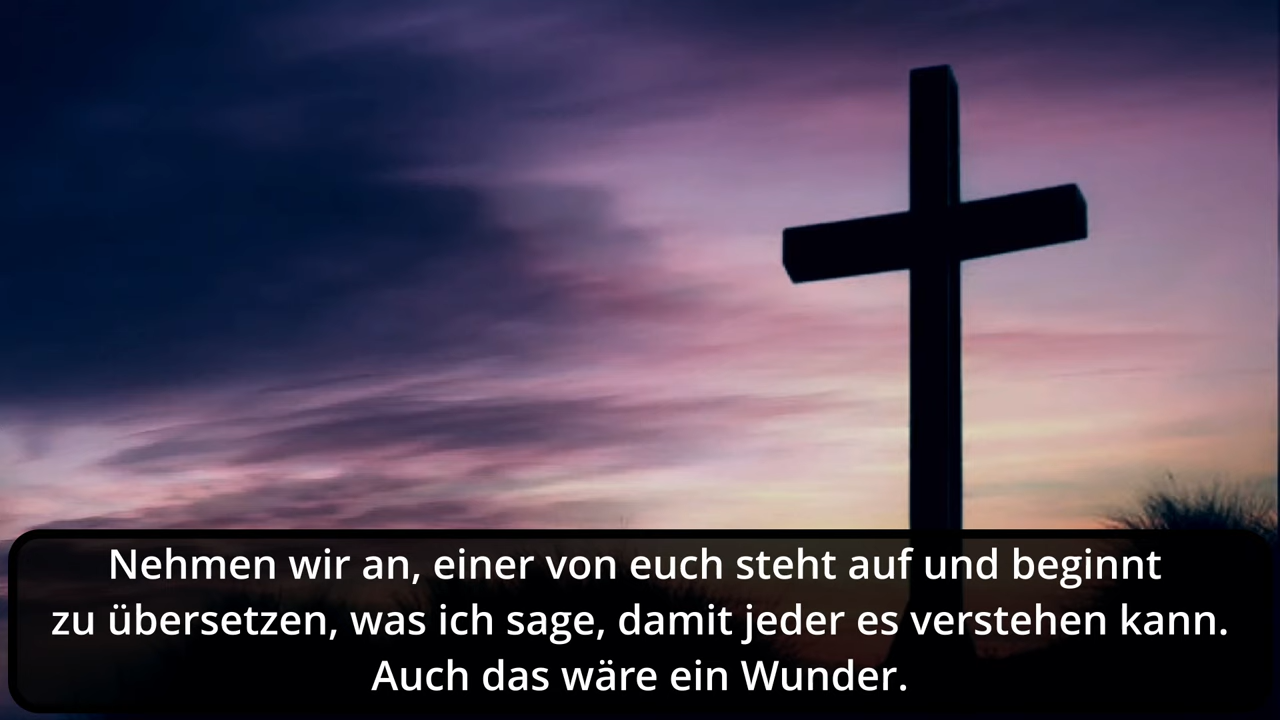 Nehmen wir an, einer von euch steht auf und beginnt
zu übersetzen, was ich sage, damit jeder es verstehen kann.
Auch das wäre ein Wunder.